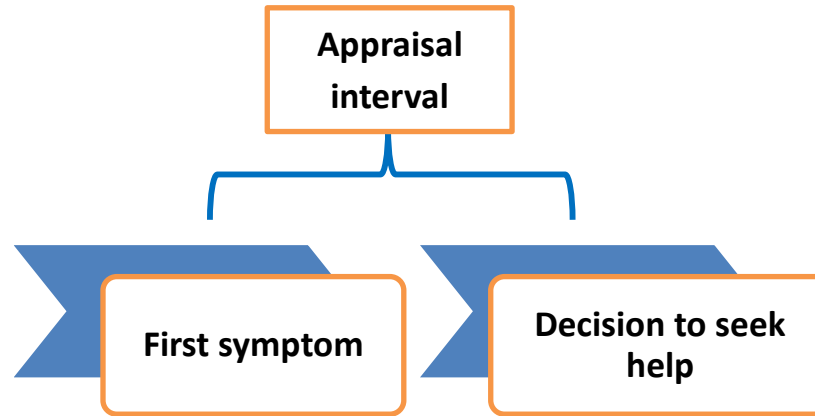 Appraisal
interval
First symptom
Decision to seek
help